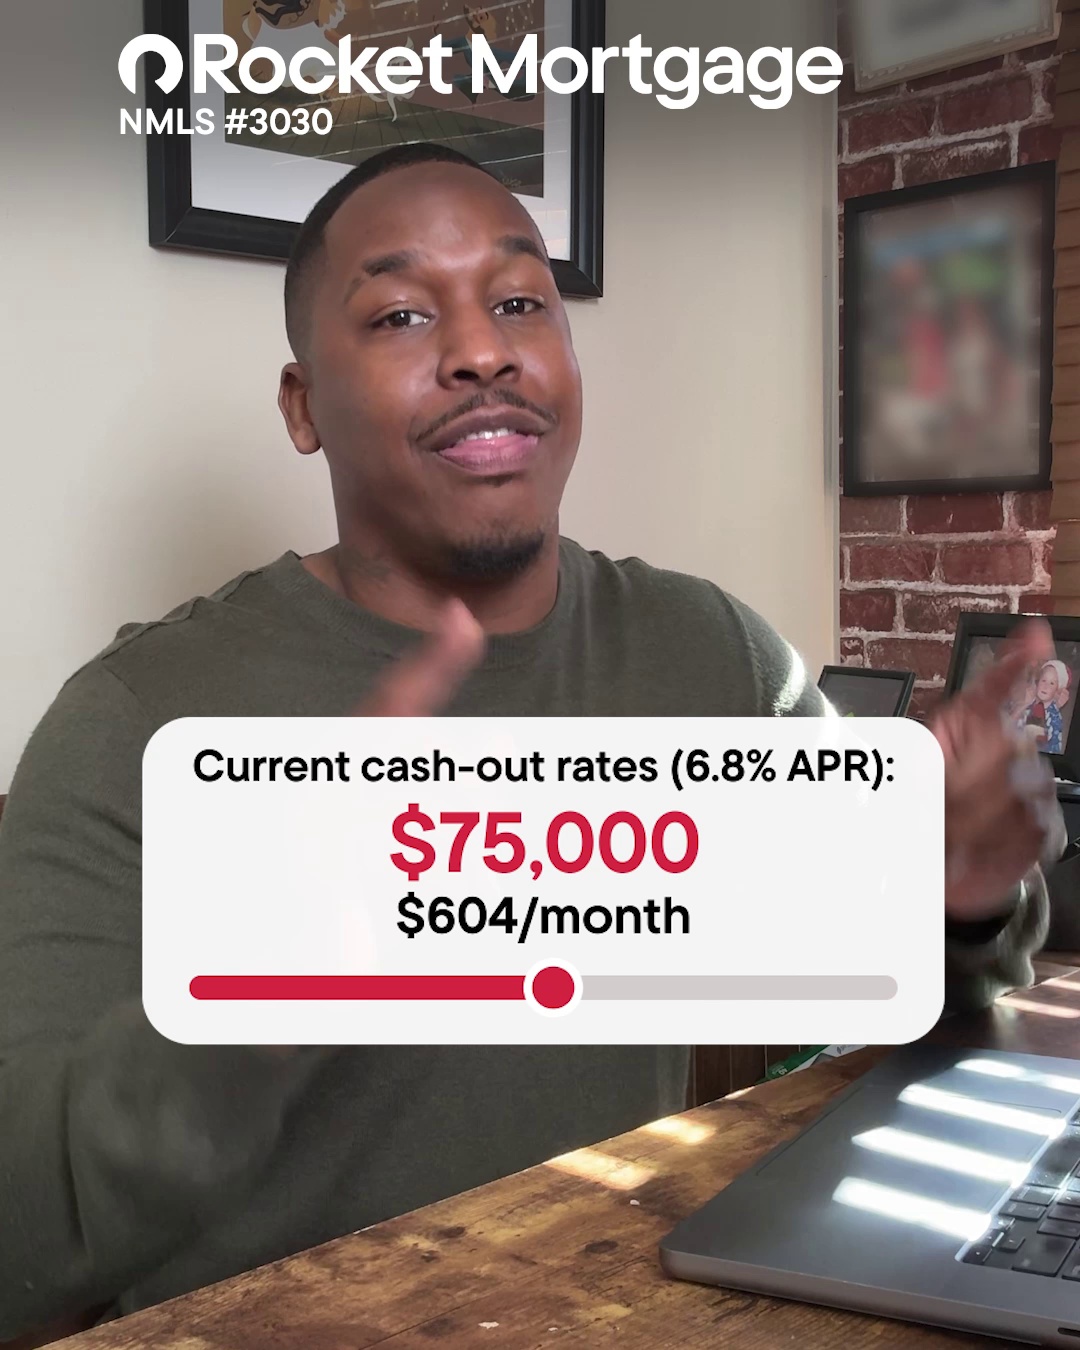 Rocket Mortgage
NMLS #3030
Current cash-out rates (6.8% APR):
$75,000
$604/month